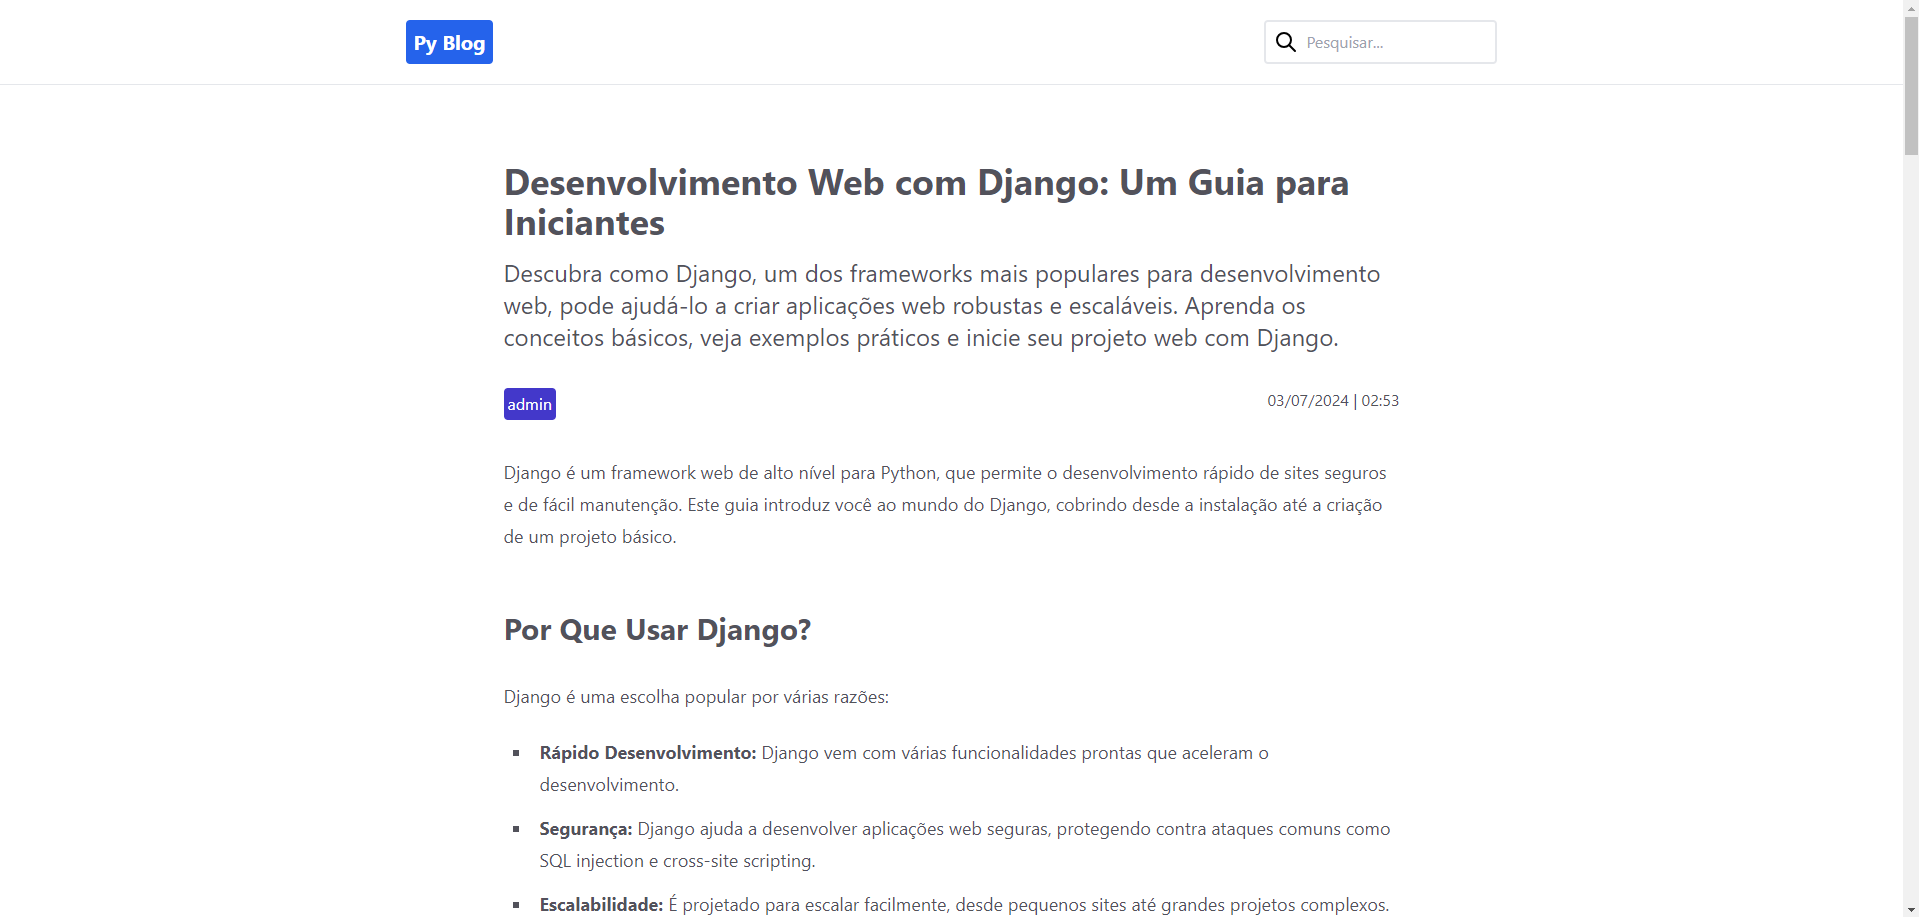 Py Blog
Pesquisar...
Desenvolvimento Web com Django: Um Guia para
Iniciantes
Descubra como Django, um dos frameworks mais populares para desenvolvimento
web, pode ajudá-lo a criar aplicações web robustas e escaláveis. Aprenda os
conceitos básicos, veja exemplos práticos e inicie seu projeto web com Django.
admin
03/07/2024 | 02:53
Django é um framework web de alto nível para Python, que permite o desenvolvimento rápido de sites seguros
e de fácil manutenção. Este guia introduz você ao mundo do Django, cobrindo desde a instalação até a criação
de um projeto básico.
Por Que Usar Django?
Django é uma escolha popular por várias razões:
▪ Rápido Desenvolvimento: Django vem com várias funcionalidades prontas que aceleram o
desenvolvimento.
▪ Segurança: Django ajuda a desenvolver aplicações web seguras, protegendo contra ataques comuns como
SQL injection e cross-site scripting.
▪ Escalabilidade: É projetado para escalar facilmente, desde pequenos sites até grandes projetos complexos.